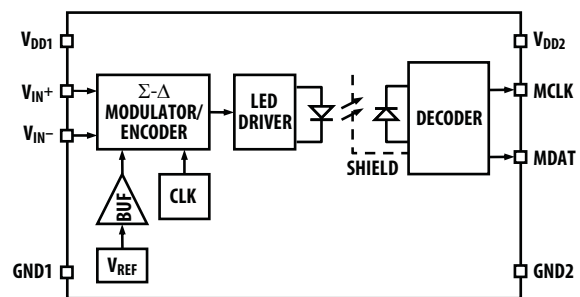 VDD1
VDD2
VIN+
VIN−
Σ-Δ
MODULATOR/
ENCODER
LED
DRIVER
SHIELD
DECODER
MCLK
MDAT
BUF
CLK
VREF
GND1
GND2